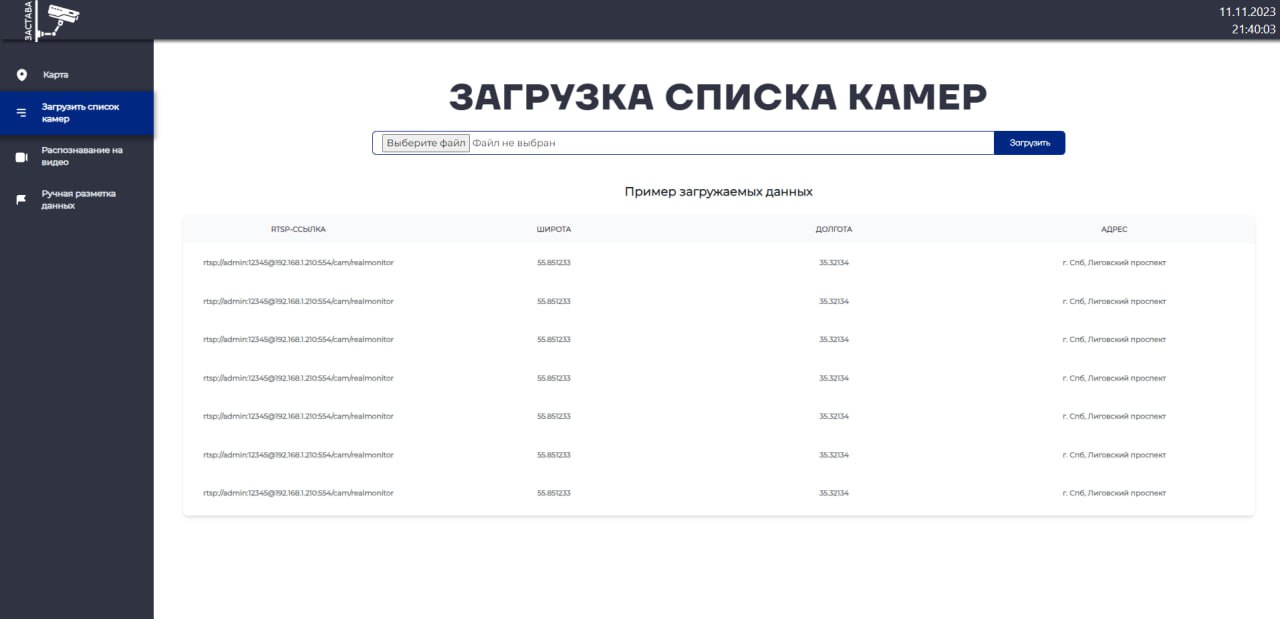 ЗАСТАВА
11.11.2023
21:40:03
Карта
Загрузить список
камер
Распознавание на
видео
Ручная разметка
данных
ЗАГРУЗКА СПИСКА КАМЕР
Выберите файл Файл не выбран
Загрузить
Пример загружаемых данных
RTSP-ССЫЛКА ШИРОТА ДОЛГОТА АДРЕС
rtsp://admin:12345@192.168.1.210:554/cam/realmonitor 55.851233 35.32134 г. Спб, Лиговский проспект
rtsp://admin:12345@192.168.1.210:554/cam/realmonitor 55.851233 35.32134 г. Спб, Лиговский проспект
rtsp://admin:12345@192.168.1.210:554/cam/realmonitor 55.851233 35.32134 г. Спб, Лиговский проспект
rtsp://admin:12345@192.168.1.210:554/cam/realmonitor 55.851233 35.32134 г. Спб, Лиговский проспект
rtsp://admin:12345@192.168.1.210:554/cam/realmonitor 55.851233 35.32134 г. Спб, Лиговский проспект
rtsp://admin:12345@192.168.1.210:554/cam/realmonitor 55.851233 35.32134 г. Спб, Лиговский проспект
rtsp://admin:12345@192.168.1.210:554/cam/realmonitor 55.851233 35.32134 г. Спб, Лиговский проспект